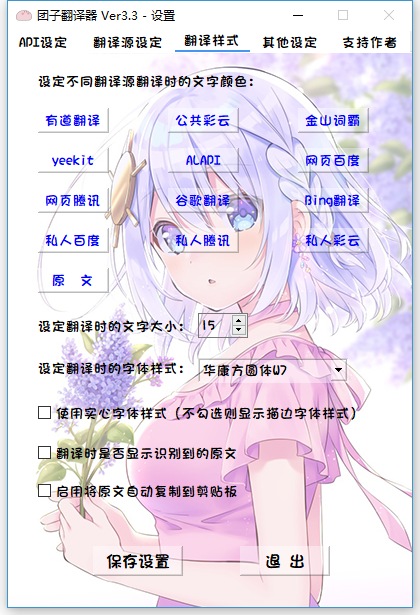 团子翻译器 Ver3.3 - 设置
API设定 翻译源设定 翻译样式 其他设定 支持作者
设定不同翻译源翻译时的文字颜色：
有道翻译 公共彩云 金山词霸
yeekit ALAPI 网页百度
网页腾讯 谷歌翻译 Bing翻译
私人百度 私人腾讯 私人彩云
原 文
设定翻译时的文字大小： 15
设定翻译时的字体样式： 华康方圆体W7
使用实心字体样式（不勾选则显示描边字体样式）
翻译时是否显示识别到的原文
启用将原文自动复制到剪贴板
保存设置 退 出